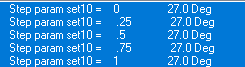 Step param set10 = 0 27.0 Deg
Step param set10 = .25 27.0 Deg
Step param set10 = .5 27.0 Deg
Step param set10 = .75 27.0 Deg
Step param set10 = 1 27.0 Deg